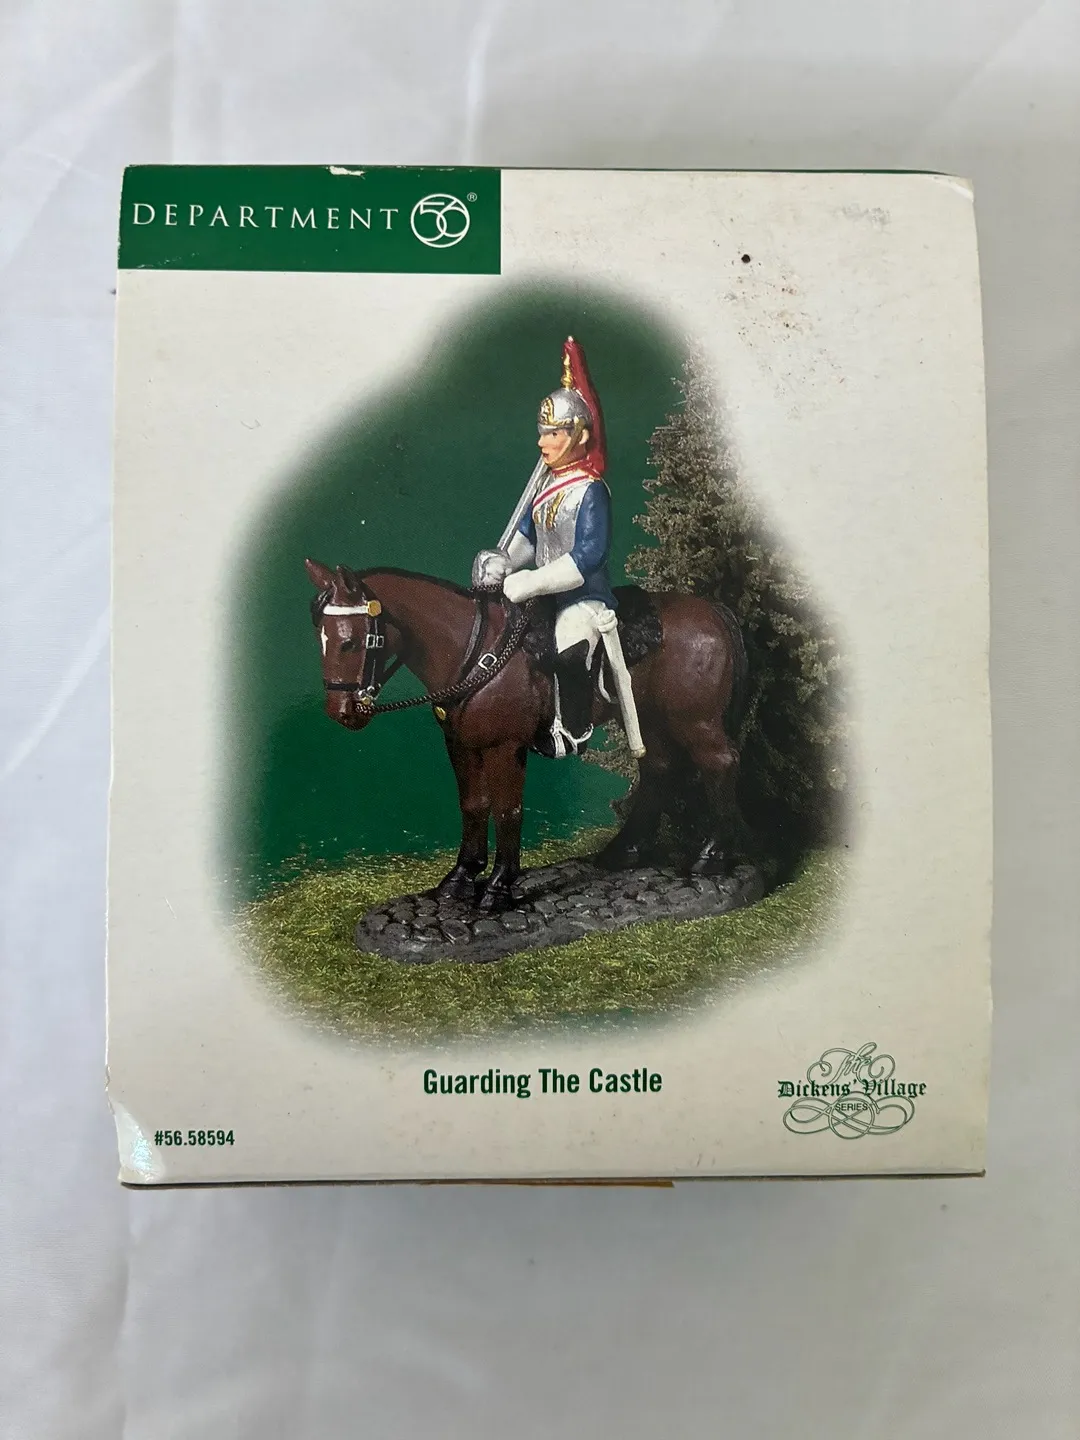 DEPARTMENT 56®
Guarding The Castle
The
Dickens' Village
SERIES
#56.58594